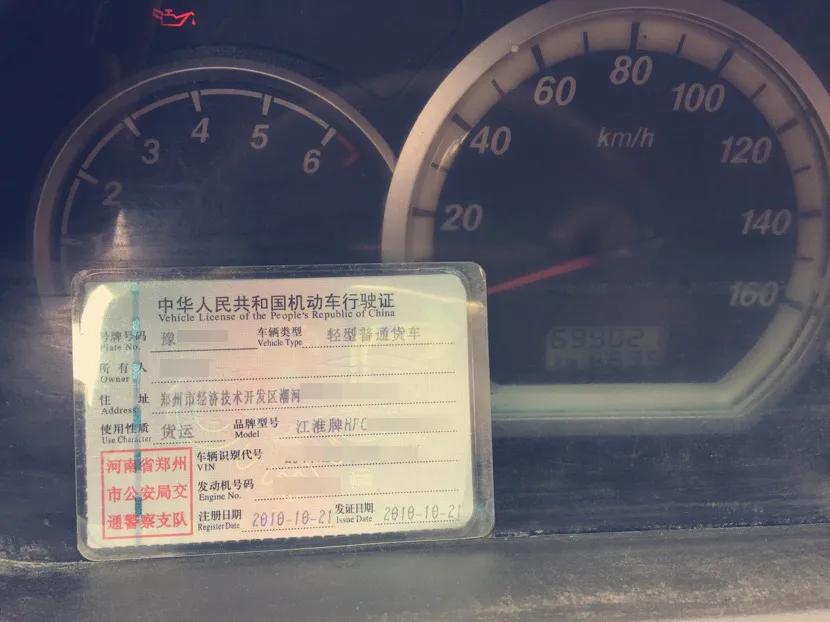 2
3
4
5
6
20
40
60
80
100
120
140
160
km/h
69902
中华人民共和国机动车行驶证
Vehicle License of the People's Republic of China
号牌号码 豫 车辆类型 轻型普通货车
Plate No. Vehicle Type
所有人
Owner
住址 郑州市经济技术开发区潮河
Address
使用性质 货运 品牌型号 江淮牌HFC
Use Character Model
河南省郑州
市公安局交
通警察支队
车辆识别代号
VIN
发动机号码
Engine No.
注册日期 2010-10-21 发证日期 2010-10-21
Register Date Issue Date